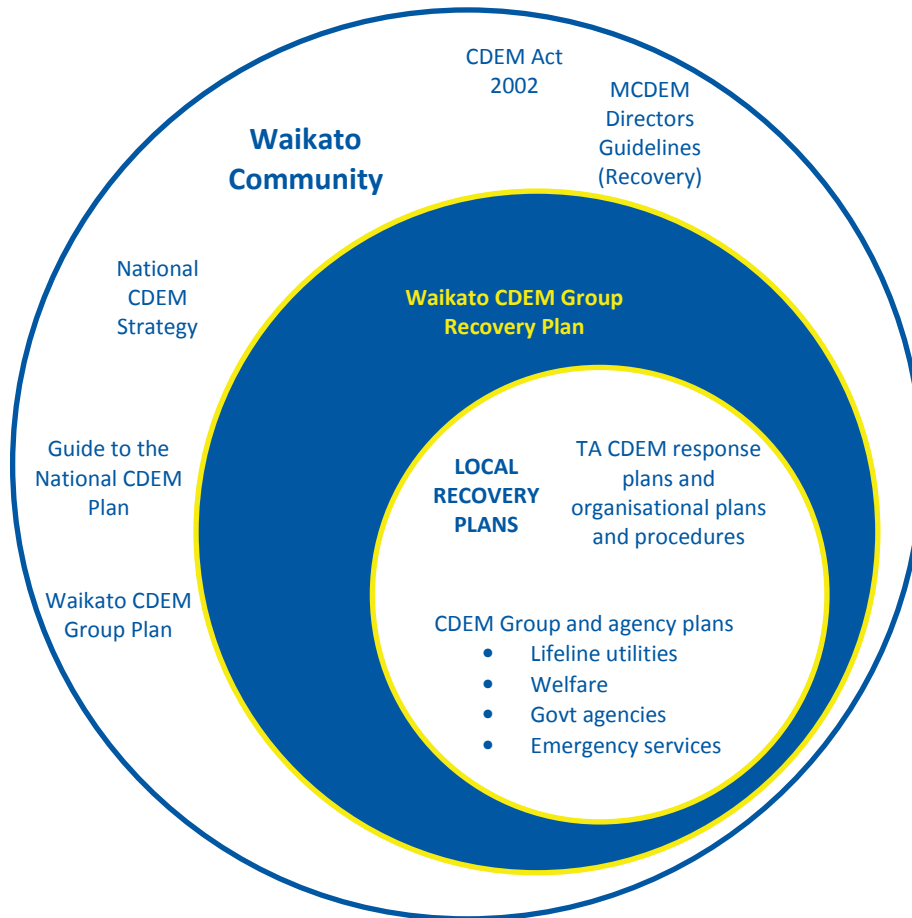 CDEM Act
2002
MCDEM
Directors
Guidelines
(Recovery)
Waikato
Community
National
CDEM
Strategy
Waikato CDEM Group
Recovery Plan
Guide to the
National CDEM
Plan
Waikato CDEM
Group Plan
LOCAL
RECOVERY
PLANS
TA CDEM response
plans and
organisational plans
and procedures
CDEM Group and agency plans
• Lifeline utilities
• Welfare
• Govt agencies
• Emergency services